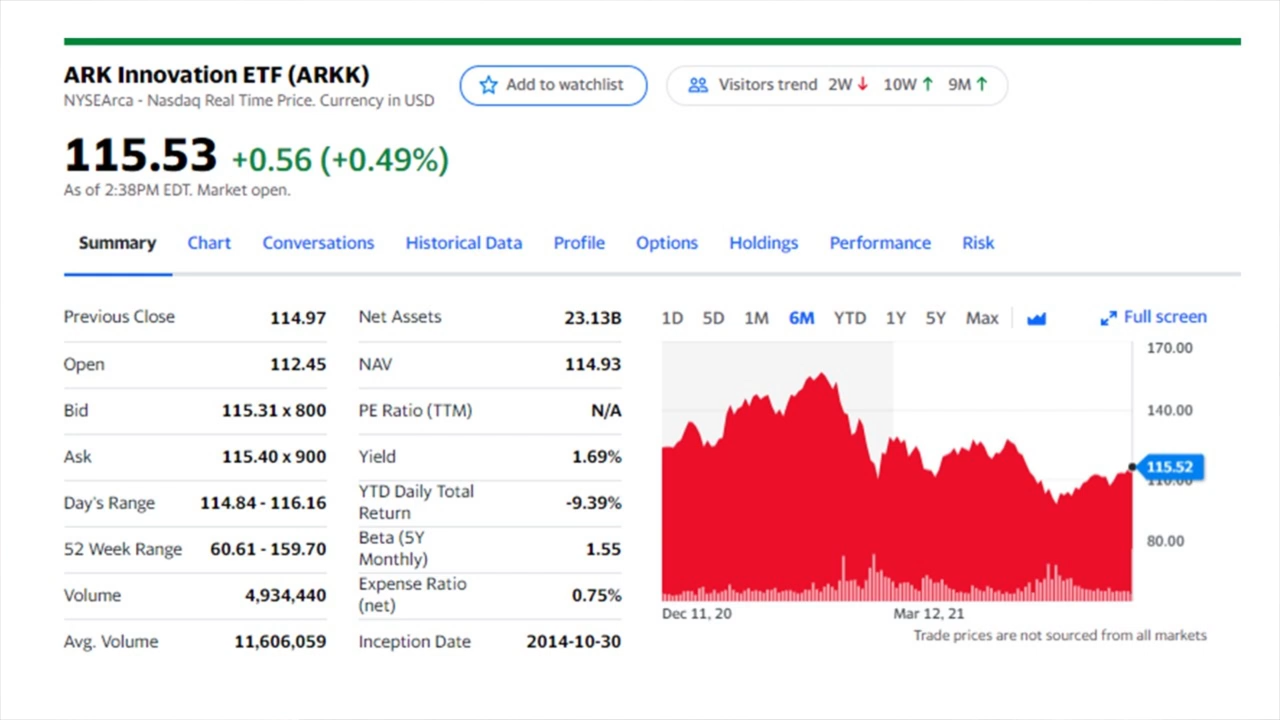 ARK Innovation ETF (ARKK)
NYSEArca - Nasdaq Real Time Price. Currency in USD
Add to watchlist
Visitors trend 2W ↓ 10W ↑ 9M ↑
115.53 +0.56 (+0.49%)
As of 2:38PM EDT. Market open.
Summary Chart Conversations Historical Data Profile Options Holdings Performance Risk
Previous Close 114.97
Open 112.45
Bid 115.31 x 800
Ask 115.40 x 900
Day's Range 114.84 - 116.16
52 Week Range 60.61 - 159.70
Volume 4,934,440
Avg. Volume 11,606,059
Net Assets 23.13B
NAV 114.93
PE Ratio (TTM) N/A
Yield 1.69%
YTD Daily Total
Return -9.39%
Beta (5Y
Monthly) 1.55
Expense Ratio
(net) 0.75%
Inception Date 2014-10-30
1D 5D 1M 6M YTD 1Y 5Y Max Full screen
170.00
140.00
115.52
110.00
80.00
Dec 11, 20 Mar 12, 21
Trade prices are not sourced from all markets